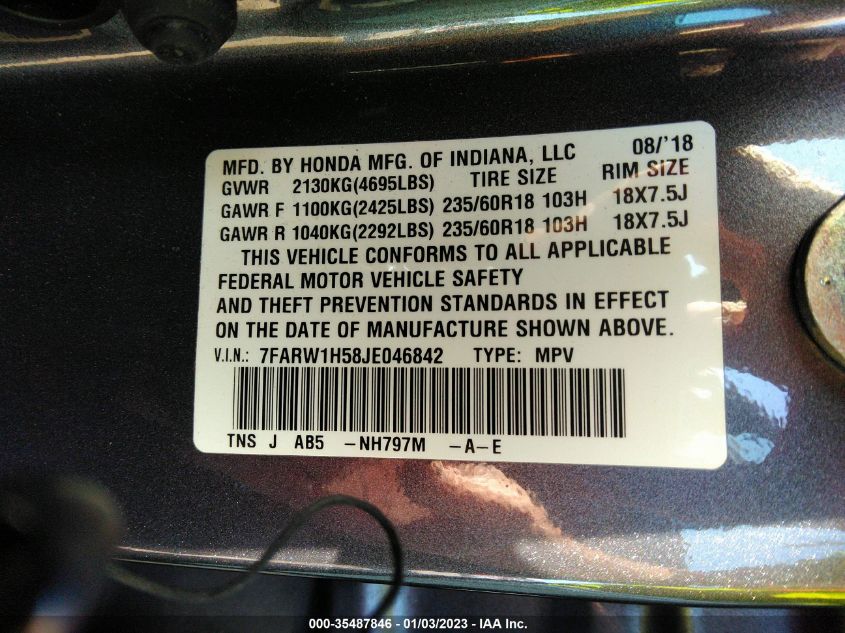 MFD. BY HONDA MFG. OF INDIANA, LLC 08/'18
GVWR 2130KG(4695LBS) TIRE SIZE RIM SIZE
GAWR F 1100KG(2425LBS) 235/60R18 103H 18X7.5J
GAWR R 1040KG(2292LBS) 235/60R18 103H 18X7.5J
THIS VEHICLE CONFORMS TO ALL APPLICABLE
FEDERAL MOTOR VEHICLE SAFETY
AND THEFT PREVENTION STANDARDS IN EFFECT
ON THE DATE OF MANUFACTURE SHOWN ABOVE.
V.I.N.: 7FARW1H58JE046842 TYPE: MPV
TNS J AB5 -NH797M -A-E
000-35487846 - 01/03/2023 - IAA Inc.